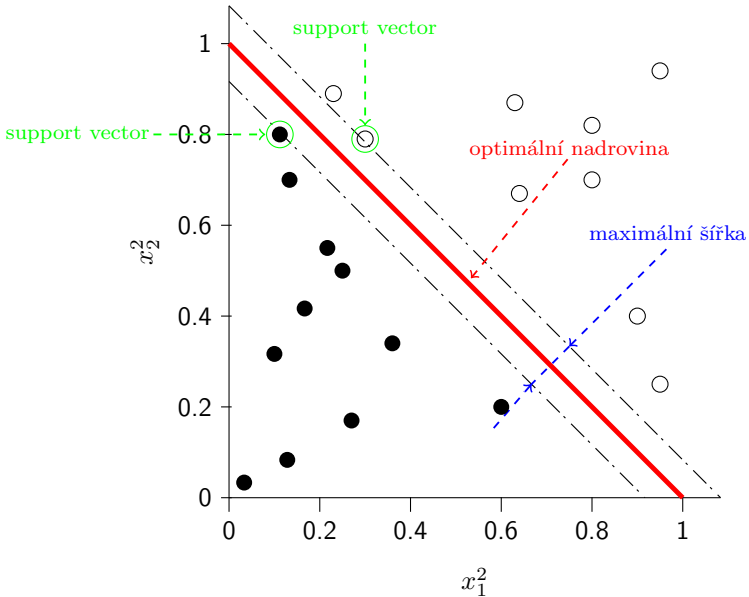 support vector
1
support vector
0.8
optimální nadrovina
0.6
maximální šířka
x_2^2
0.4
0.2
0
0 0.2 0.4 0.6 0.8 1
x_1^2